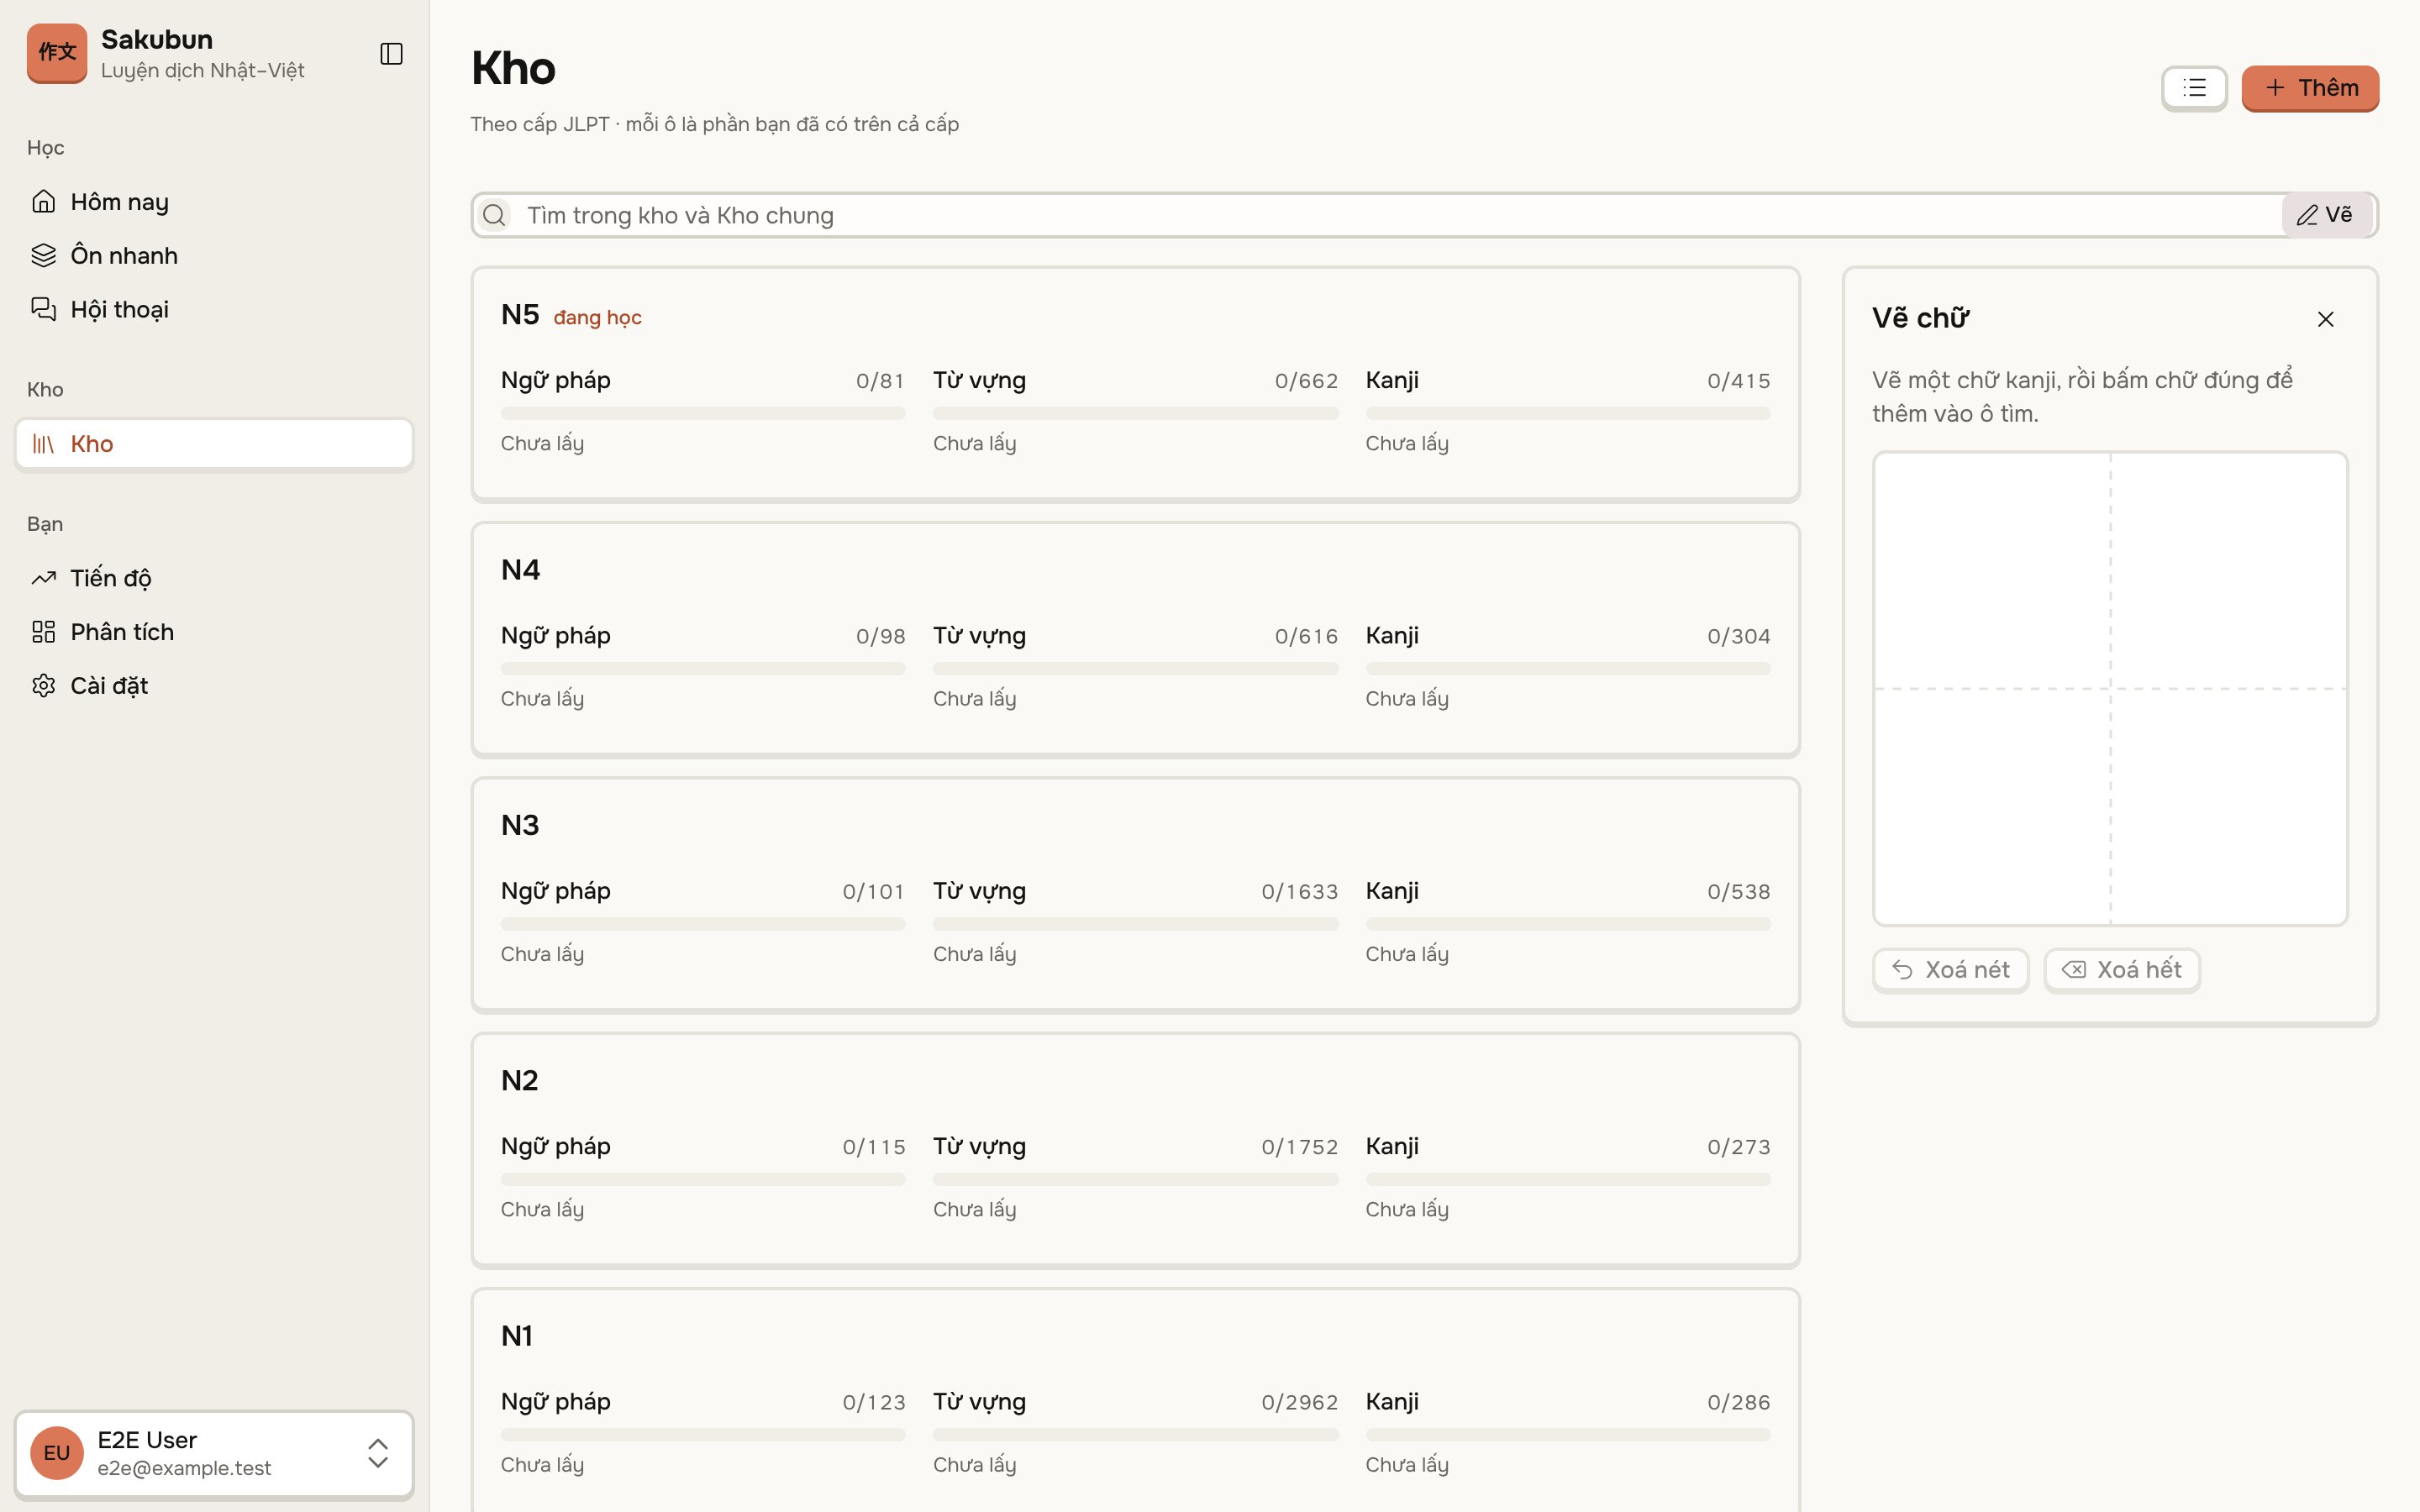 作文
Sakubun
Luyện dịch Nhật–Việt
Học
Hôm nay
Ôn nhanh
Hội thoại
Kho
Kho
Bạn
Tiến độ
Phân tích
Cài đặt
EU
E2E User
e2e@example.test
Kho
Theo cấp JLPT · mỗi ô là phần bạn đã có trên cả cấp
Thêm
Tìm trong kho và Kho chung
Vẽ
N5 đang học
Ngữ pháp 0/81 Từ vựng 0/662 Kanji 0/415
Chưa lấy Chưa lấy Chưa lấy
N4
Ngữ pháp 0/98 Từ vựng 0/616 Kanji 0/304
Chưa lấy Chưa lấy Chưa lấy
N3
Ngữ pháp 0/101 Từ vựng 0/1633 Kanji 0/538
Chưa lấy Chưa lấy Chưa lấy
N2
Ngữ pháp 0/115 Từ vựng 0/1752 Kanji 0/273
Chưa lấy Chưa lấy Chưa lấy
N1
Ngữ pháp 0/123 Từ vựng 0/2962 Kanji 0/286
Chưa lấy Chưa lấy Chưa lấy
Vẽ chữ
Vẽ một chữ kanji, rồi bấm chữ đúng để
thêm vào ô tìm.
Xoá nét
Xoá hết